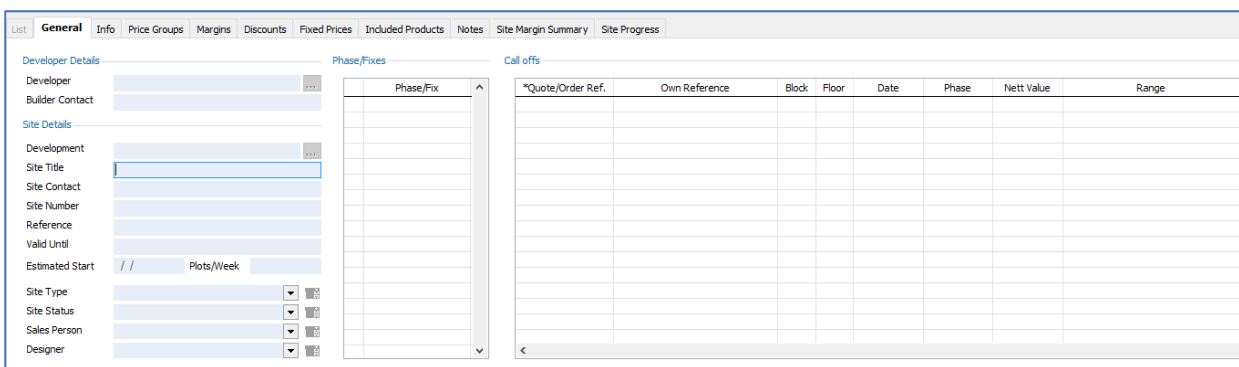 List General Info Price Groups Margins Discounts Fixed Prices Included Products Notes Site Margin Summary Site Progress
Developer Details
Developer ...
Builder Contact
Site Details
Development ...
Site Title
Site Contact
Site Number
Reference
Valid Until
Estimated Start / / Plots/Week
Site Type
Site Status
Sales Person
Designer
Phase/Fixes
Phase/Fix
Call offs
*Quote/Order Ref. Own Reference Block Floor Date Phase Nett Value Range